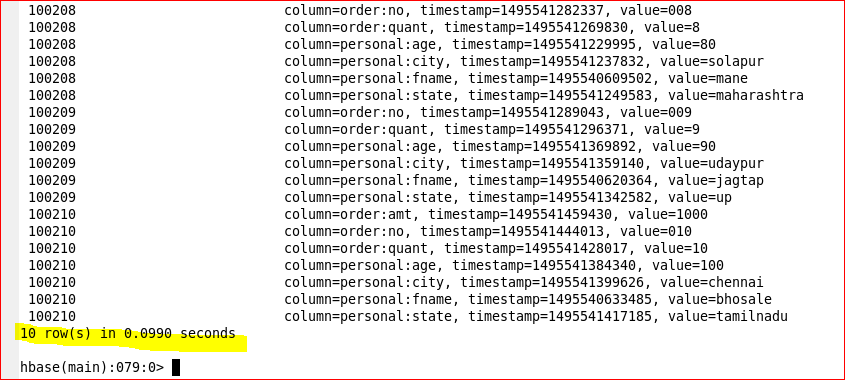 100208 column=order:no, timestamp=1495541282337, value=008
100208 column=order:quant, timestamp=1495541269830, value=8
100208 column=personal:age, timestamp=1495541229995, value=80
100208 column=personal:city, timestamp=1495541237832, value=solapur
100208 column=personal:fname, timestamp=1495540609502, value=mane
100208 column=personal:state, timestamp=1495541249583, value=maharashtra
100209 column=order:no, timestamp=1495541289043, value=009
100209 column=order:quant, timestamp=1495541296371, value=9
100209 column=personal:age, timestamp=1495541369892, value=90
100209 column=personal:city, timestamp=1495541359140, value=udaypur
100209 column=personal:fname, timestamp=1495540620364, value=jagtap
100209 column=personal:state, timestamp=1495541342582, value=up
100210 column=order:amt, timestamp=1495541459430, value=1000
100210 column=order:no, timestamp=1495541444013, value=010
100210 column=order:quant, timestamp=1495541428017, value=10
100210 column=personal:age, timestamp=1495541384340, value=100
100210 column=personal:city, timestamp=1495541399626, value=chennai
100210 column=personal:fname, timestamp=1495540633485, value=bhosale
100210 column=personal:state, timestamp=1495541417185, value=tamilnadu
10 row(s) in 0.0990 seconds
hbase(main):079:0>